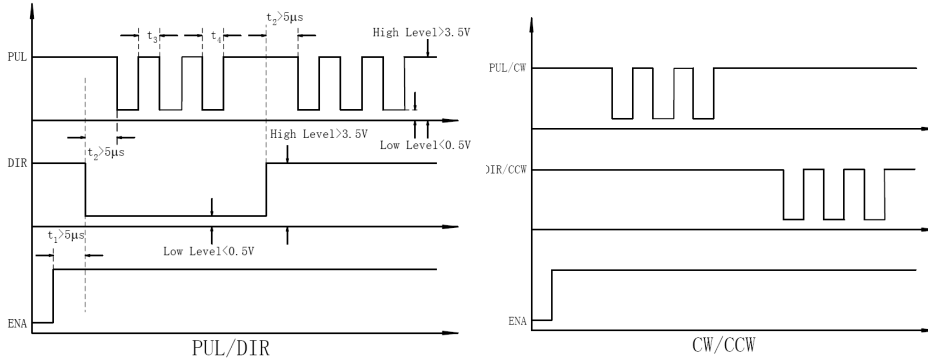 t₂>5μs
t₃
t₄
High Level>3.5V
PUL
t₂>5μs
High Level>3.5V
Low Level<0.5V
DIR
t₁>5μs
Low Level<0.5V
ENA
PUL/DIR
PUL/CW
DIR/CCW
ENA
CW/CCW